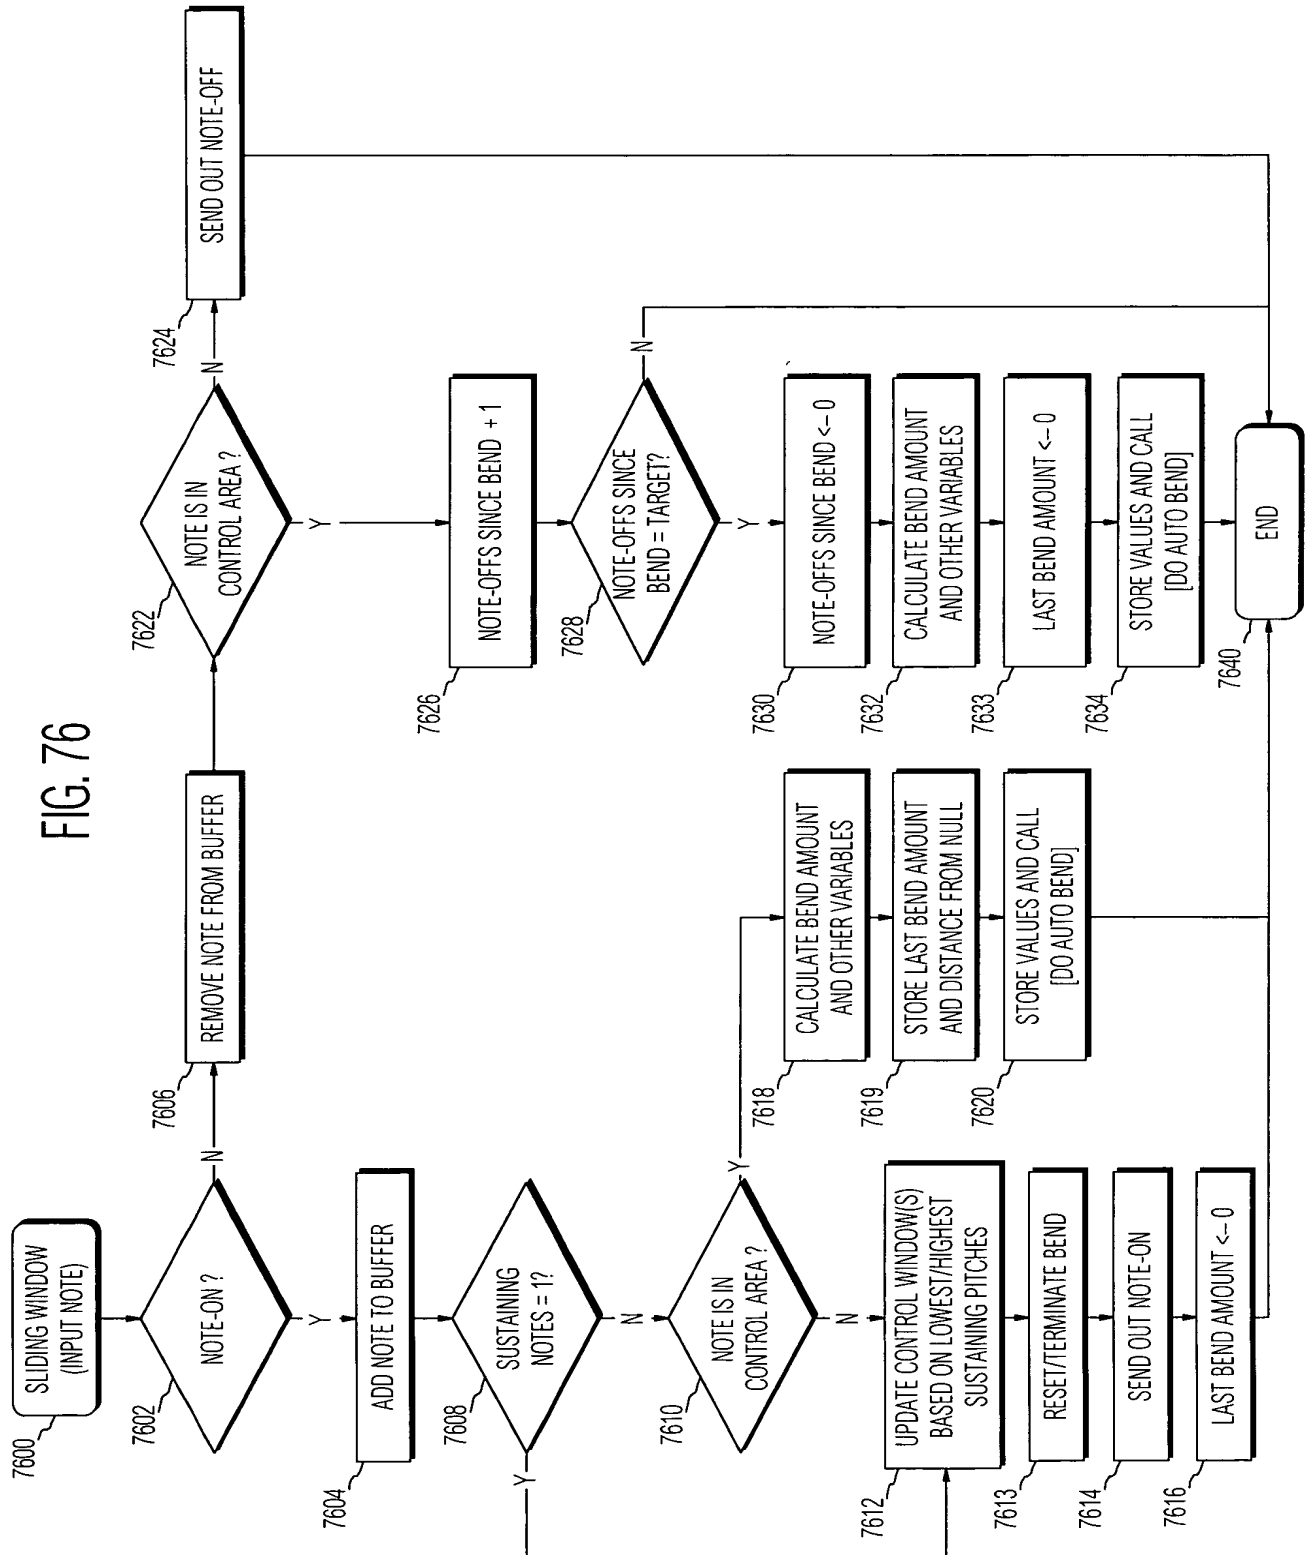 FIG. 76
7600
SLIDING WINDOW
(INPUT NOTE)
7602
NOTE-ON ?
N
Y
7606
REMOVE NOTE FROM BUFFER
7622
NOTE IS IN
CONTROL AREA ?
N
Y
7624
SEND OUT NOTE-OFF
7604
ADD NOTE TO BUFFER
7608
SUSTAINING
NOTES = 1?
Y
N
7610
NOTE IS IN
CONTROL AREA ?
Y
N
7612
UPDATE CONTROL WINDOW(S)
BASED ON LOWEST/HIGHEST
SUSTAINING PITCHES
7613
RESET/TERMINATE BEND
7614
SEND OUT NOTE-ON
7616
LAST BEND AMOUNT <-- 0
7618
CALCULATE BEND AMOUNT
AND OTHER VARIABLES
7619
STORE LAST BEND AMOUNT
AND DISTANCE FROM NULL
7620
STORE VALUES AND CALL
[DO AUTO BEND]
7626
NOTE-OFFS SINCE BEND + 1
7628
NOTE-OFFS SINCE
BEND = TARGET?
N
Y
7630
NOTE-OFFS SINCE BEND <-- 0
7632
CALCULATE BEND AMOUNT
AND OTHER VARIABLES
7633
LAST BEND AMOUNT <-- 0
7634
STORE VALUES AND CALL
[DO AUTO BEND]
7640
END